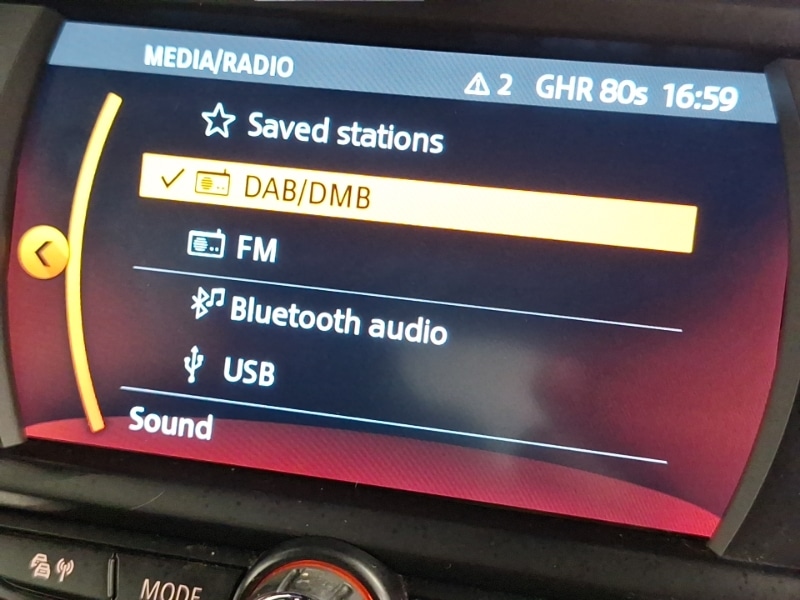 MEDIA/RADIO
2 GHR 80s 16:59
Saved stations
DAB/DMB
FM
Bluetooth audio
USB
Sound
MODE